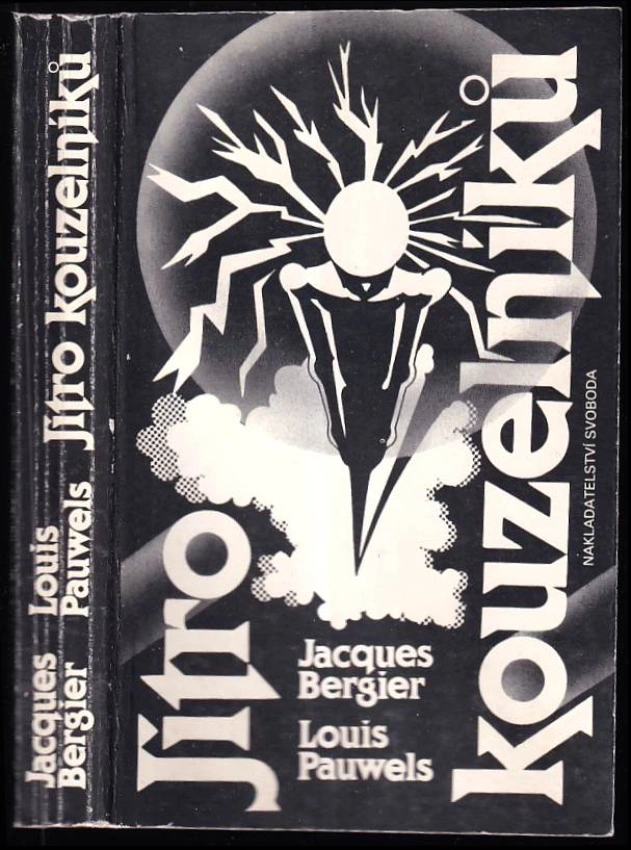 Jacques Louis Jitro kouzelníků
Bergier Pauwels
Jitro
kouzelníků
Jacques
Bergier
Louis
Pauwels
NAKLADATELSTVÍ SVOBODA